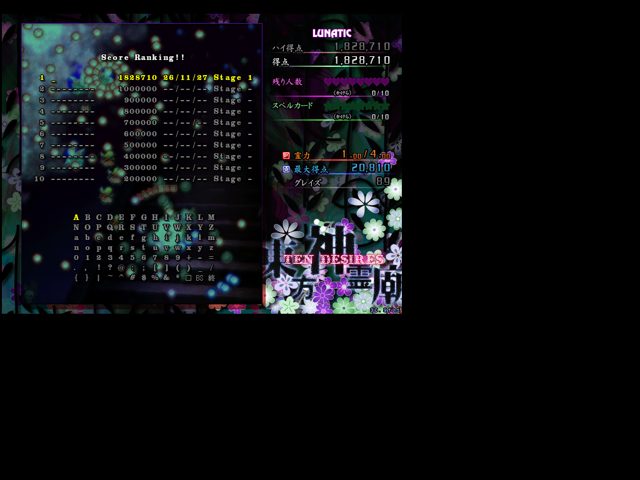 Score Ranking!!
1 _ 1828710 26/11/27 Stage 1
2 -------- 1000000 --/--/-- Stage -
3 -------- 900000 --/--/-- Stage -
4 -------- 800000 --/--/-- Stage -
5 -------- 700000 --/--/-- Stage -
6 -------- 600000 --/--/-- Stage -
7 -------- 500000 --/--/-- Stage -
8 -------- 400000 --/--/-- Stage -
9 -------- 300000 --/--/-- Stage -
10 -------- 200000 --/--/-- Stage -
A B C D E F G H I J K L M
N O P Q R S T U V W X Y Z
a b c d e f g h i j k l m
n o p q r s t u v w x y z
0 1 2 3 4 5 6 7 8 9 + - =
. , ! ? @ : ; [ ] ( ) _ /
{ } | ~ ^ # $ % & *
終
LUNATIC
ハイ得点 1,828,710
得点 1,828,710
残り人数
0/10
スペルカード
0/10
霊力 1.00/4.00
最大得点 20,810
グレイズ 89
東方神霊廟
TEN DESIRES